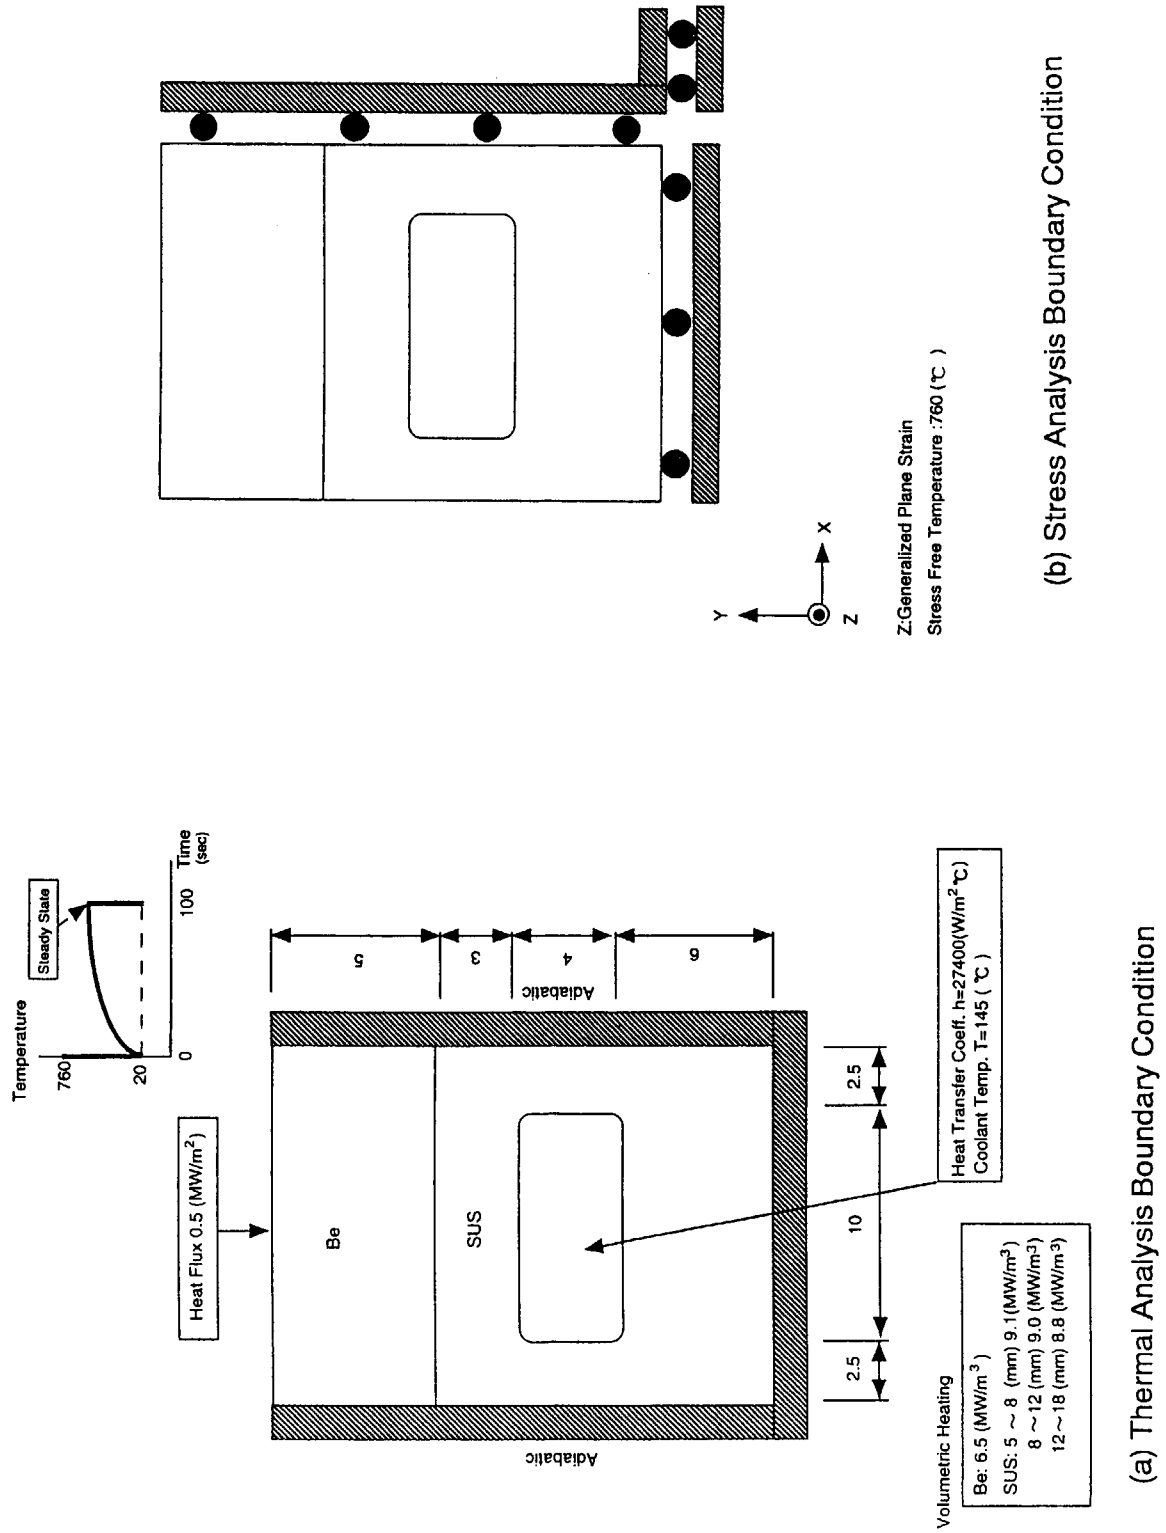 Temperature
760
20
Steady State
0
100
Time
(sec)
Heat Flux 0.5 (MW/m²)
Be
SUS
Adiabatic
Adiabatic
5
3
4
6
2.5
10
2.5
Heat Transfer Coeff. h=27400(W/m²℃)
Coolant Temp. T=145 (℃)
Volumetric Heating
Be: 6.5 (MW/m³)
SUS: 5 ~ 8 (mm) 9.1(MW/m³)
8 ~12 (mm) 9.0 (MW/m³)
12~18 (mm) 8.8 (MW/m³)
(a) Thermal Analysis Boundary Condition
Y
X
Z
Z:Generalized Plane Strain
Stress Free Temperature :760 (℃)
(b) Stress Analysis Boundary Condition